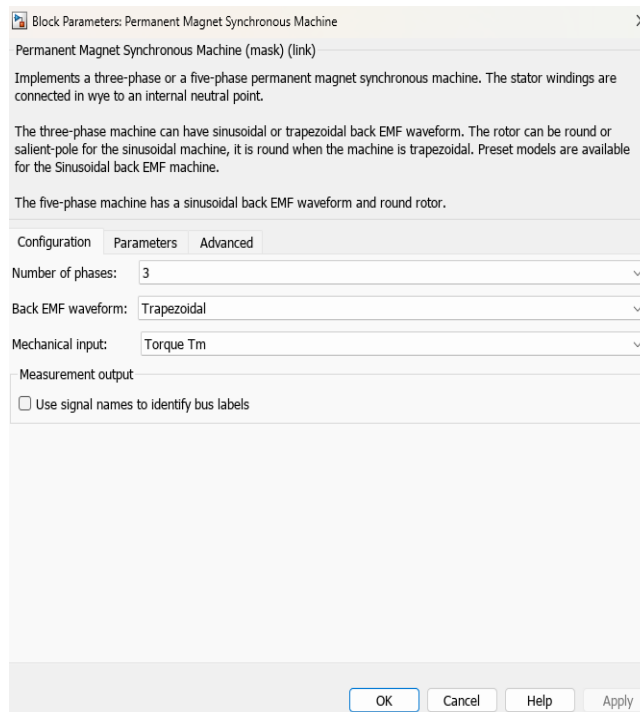 Block Parameters: Permanent Magnet Synchronous Machine
Permanent Magnet Synchronous Machine (mask) (link)
Implements a three-phase or a five-phase permanent magnet synchronous machine. The stator windings are
connected in wye to an internal neutral point.
The three-phase machine can have sinusoidal or trapezoidal back EMF waveform. The rotor can be round or
salient-pole for the sinusoidal machine, it is round when the machine is trapezoidal. Preset models are available
for the Sinusoidal back EMF machine.
The five-phase machine has a sinusoidal back EMF waveform and round rotor.
Configuration Parameters Advanced
Number of phases: 3
Back EMF waveform: Trapezoidal
Mechanical input: Torque Tm
Measurement output
Use signal names to identify bus labels
OK Cancel Help Apply